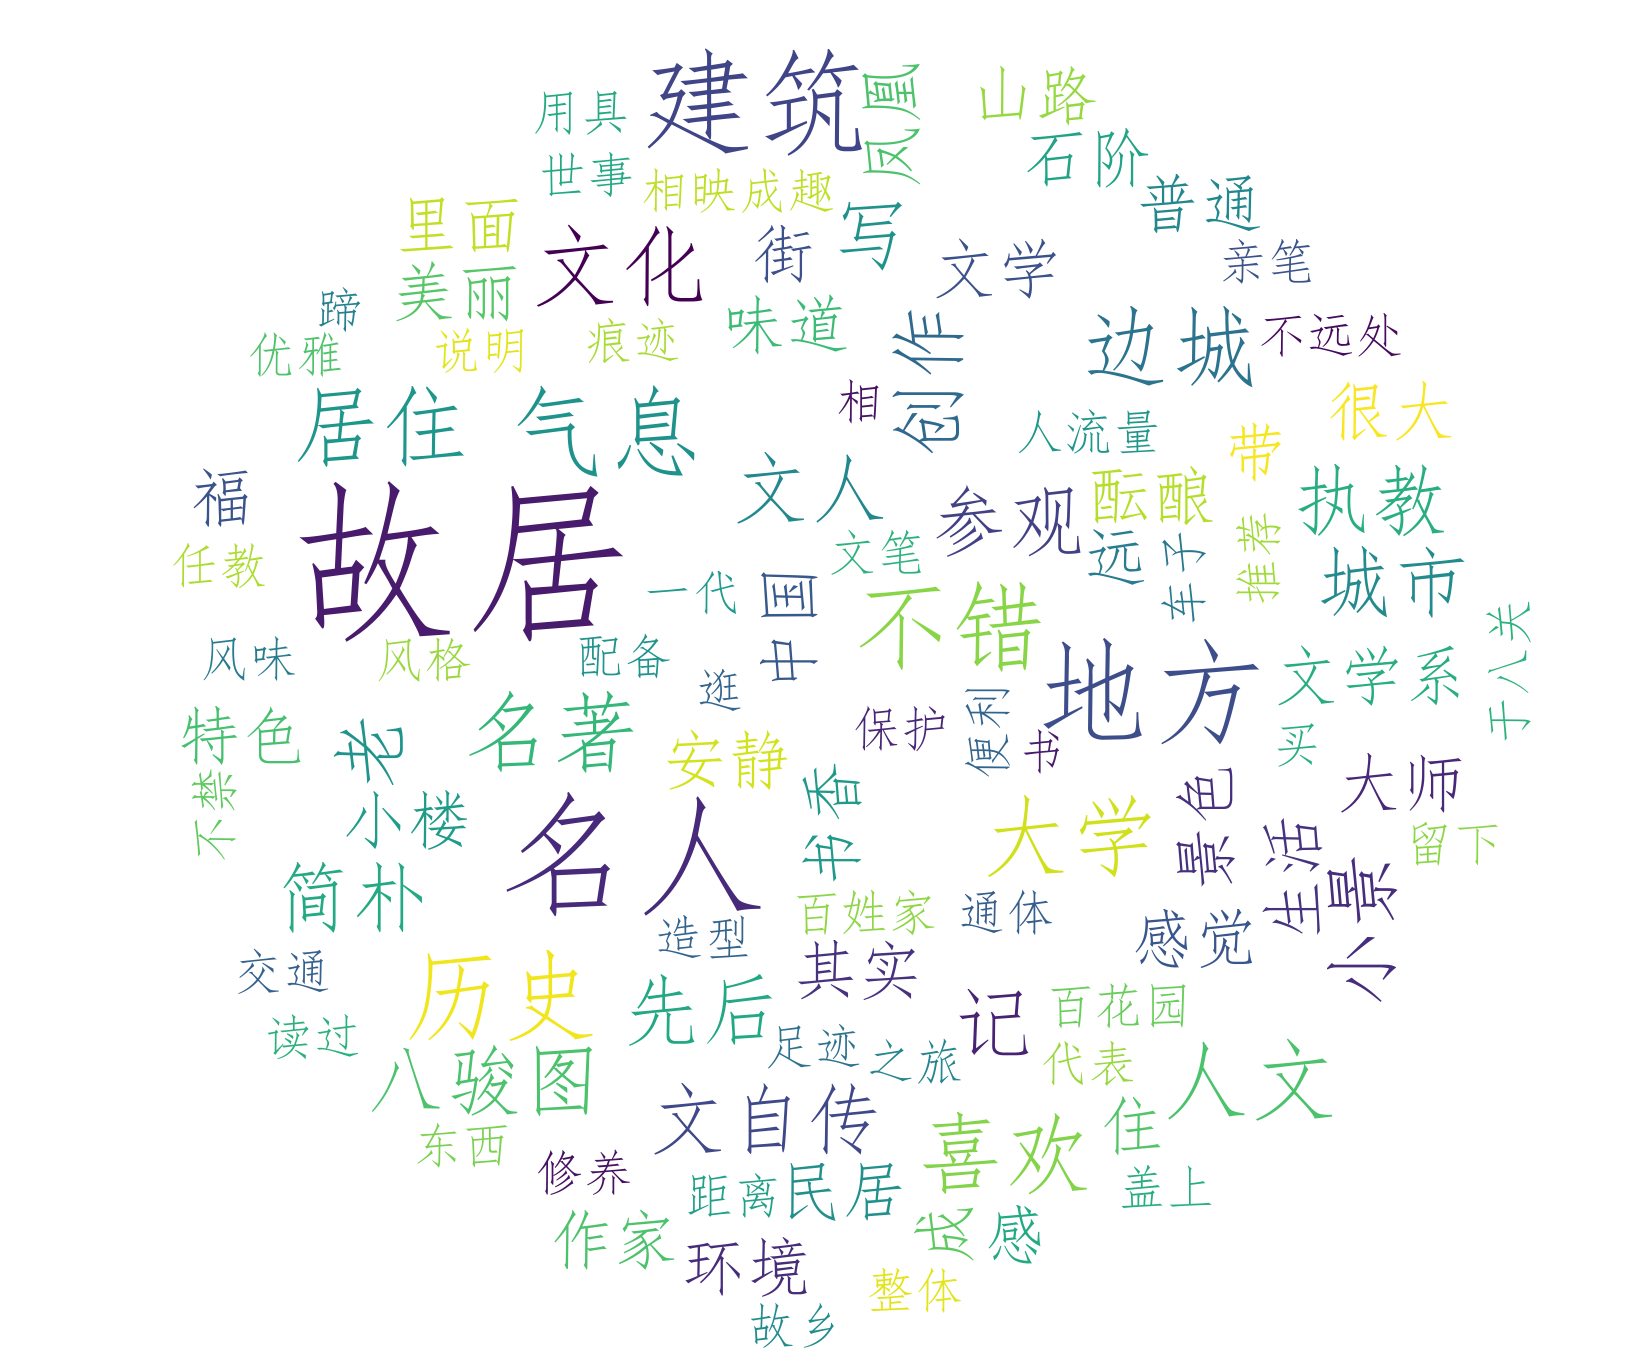 建筑
凤凰
山路
用具
石阶
世事
相映成趣
普通
里面
写
文化
街
文学
亲笔
美丽
蹄
味道
创作
边城
不远处
优雅
说明
痕迹
居住
气息
相
人流量
很大
带
福
文人
参观
酝酿
执教
故居
任教
文笔
远
车子
推荐
城市
一代
中国
不错
于八关
风味
风格
配备
逛
地方
文学系
特色
老
名著
安静
保护
便利
书
买
大师
不禁
小楼
名人
书香
大学
景色
生活
留下
简朴
百姓家
通体
小景
造型
其实
感觉
交通
历史
先后
记
百花园
读过
足迹
之旅
代表
人文
八骏图
文自传
喜欢
住
东西
修养
距离
民居
盖上
作家
成
感
环境
整体
故乡